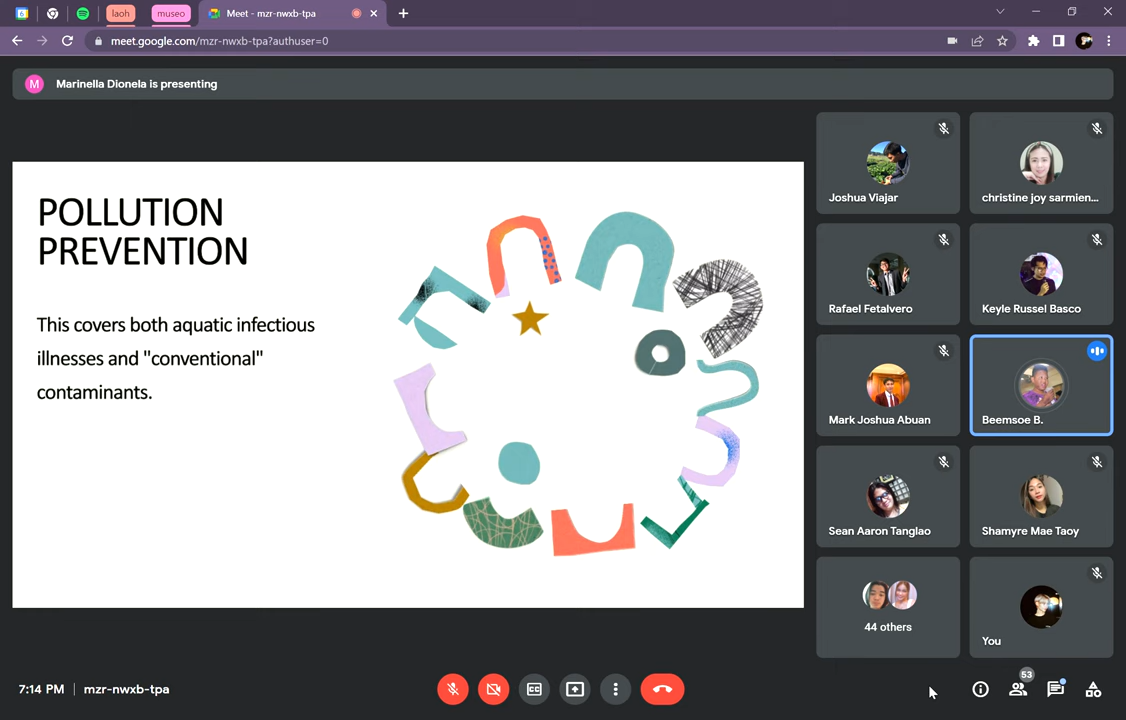 6
laoh
museo
Meet - mzr-nwxb-tpa
meet.google.com/mzr-nwxb-tpa?authuser=0
M
Marinella Dionela is presenting
POLLUTION
PREVENTION
This covers both aquatic infectious
illnesses and "conventional"
contaminants.
Joshua Viajar
christine joy sarmien...
Rafael Fetalvero
Keyle Russel Basco
Mark Joshua Abuan
Beemsoe B.
Sean Aaron Tanglao
Shamyre Mae Taoy
44 others
You
7:14 PM | mzr-nwxb-tpa
CC
53